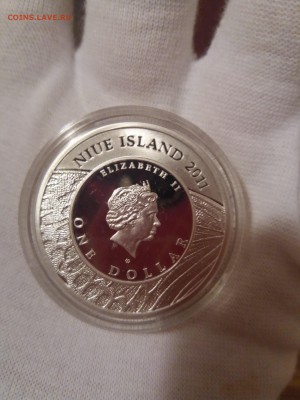 COINS.LAVE.RU
NIUE ISLAND 2011
ELIZABETH II
ONE DOLLAR